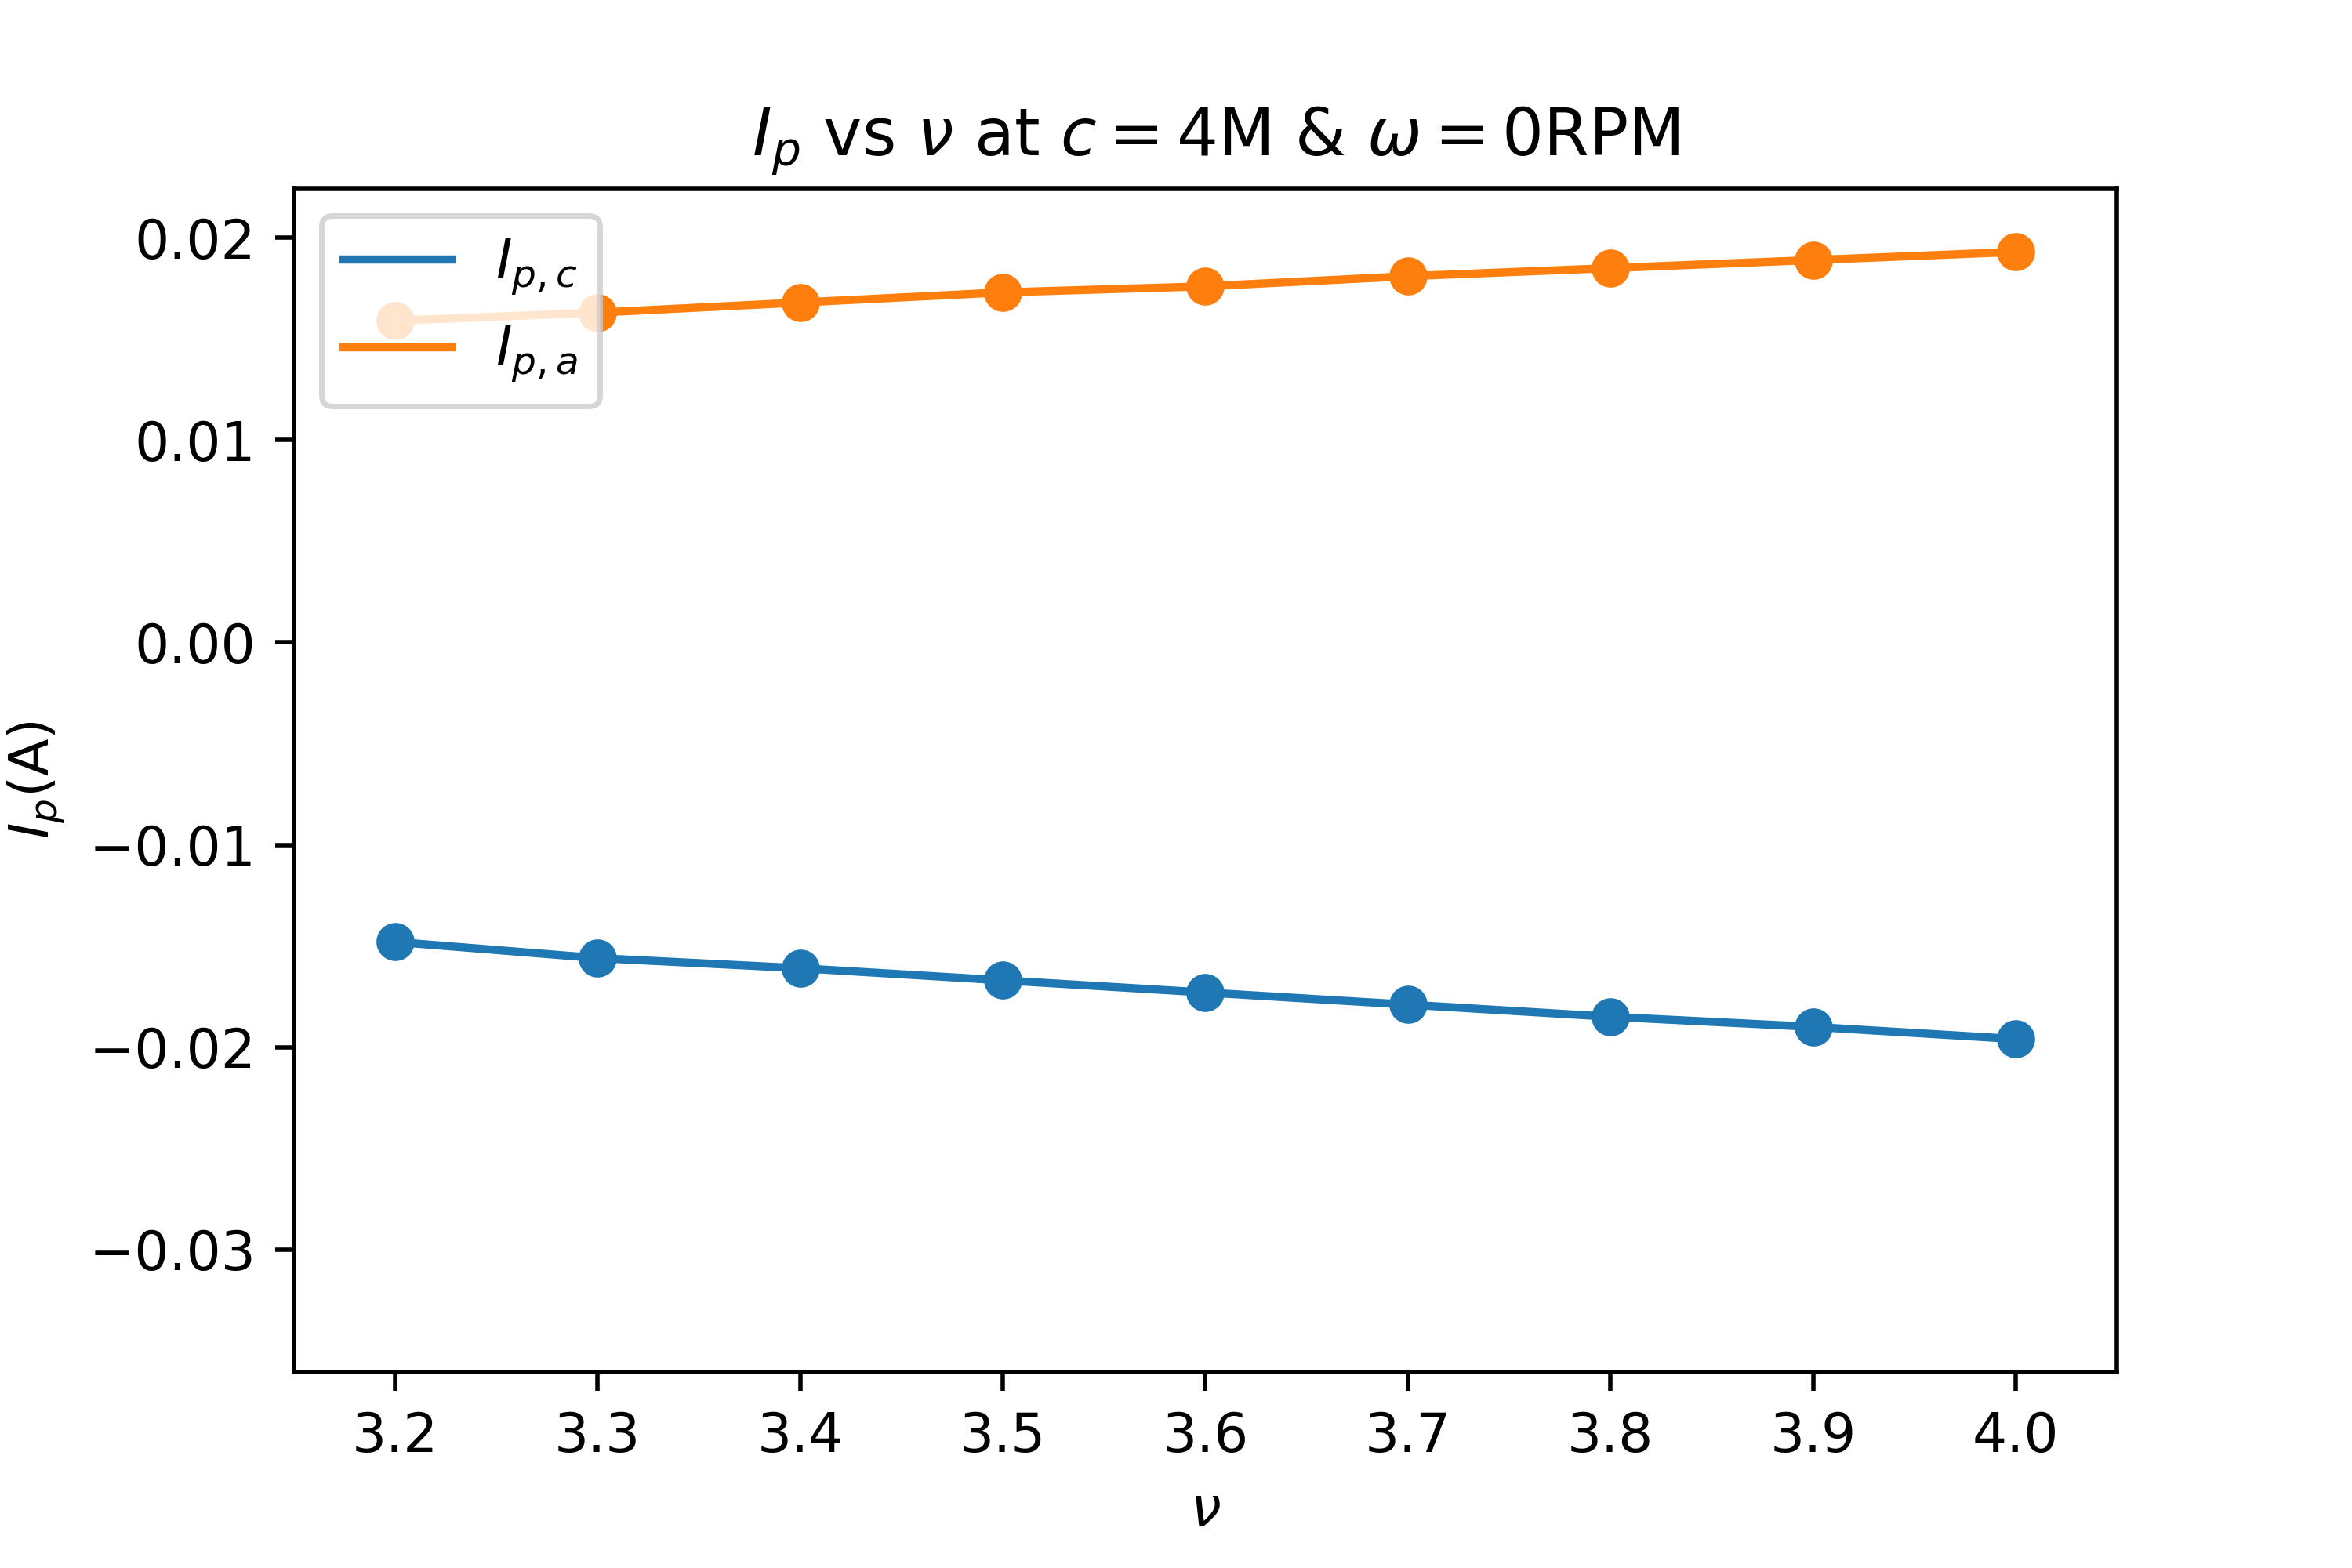 I_p vs ν at c = 4M & ω = 0RPM
I_{p,c}
I_{p,a}
0.02
0.01
0.00
−0.01
−0.02
−0.03
I_p(A)
3.2 3.3 3.4 3.5 3.6 3.7 3.8 3.9 4.0
ν